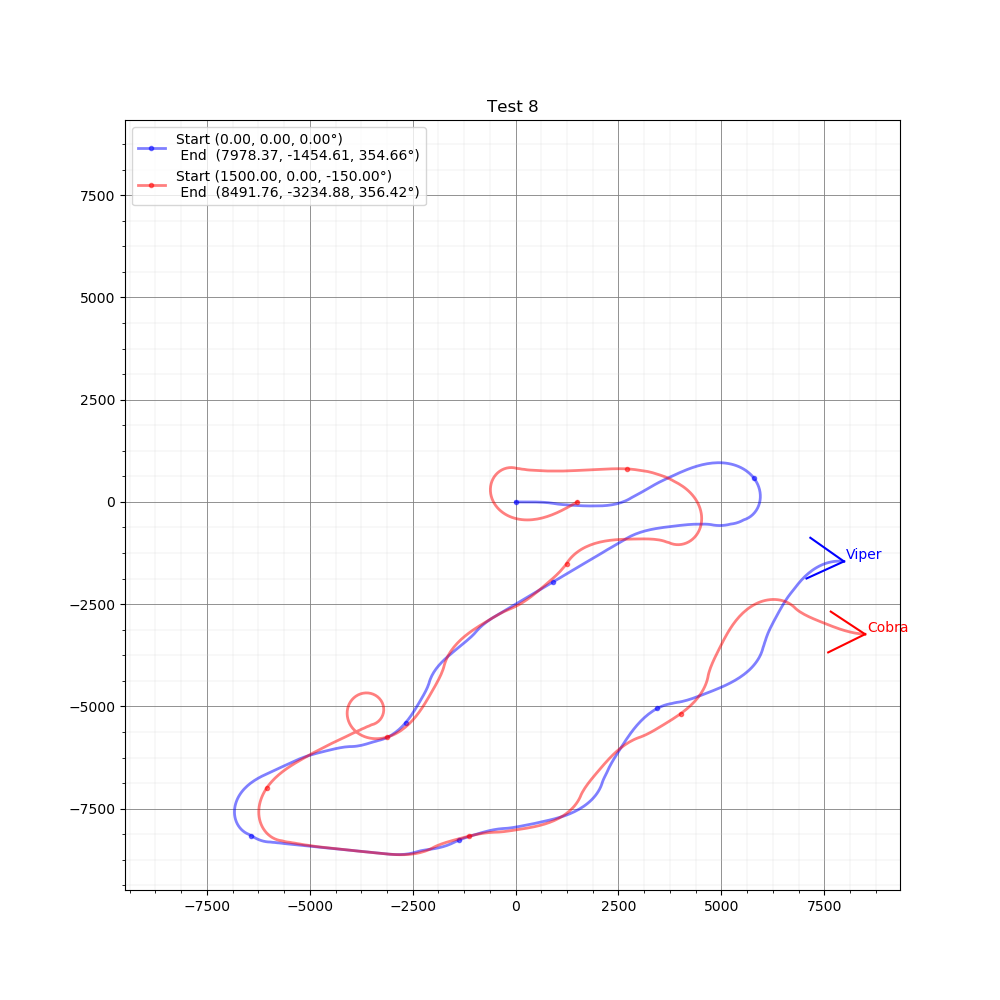 Test 8
Start (0.00, 0.00, 0.00°)
End  (7978.37, -1454.61, 354.66°)
Start (1500.00, 0.00, -150.00°)
End  (8491.76, -3234.88, 356.42°)
7500
5000
2500
0
−2500
−5000
−7500
Viper
Cobra
−7500 −5000 −2500 0 2500 5000 7500